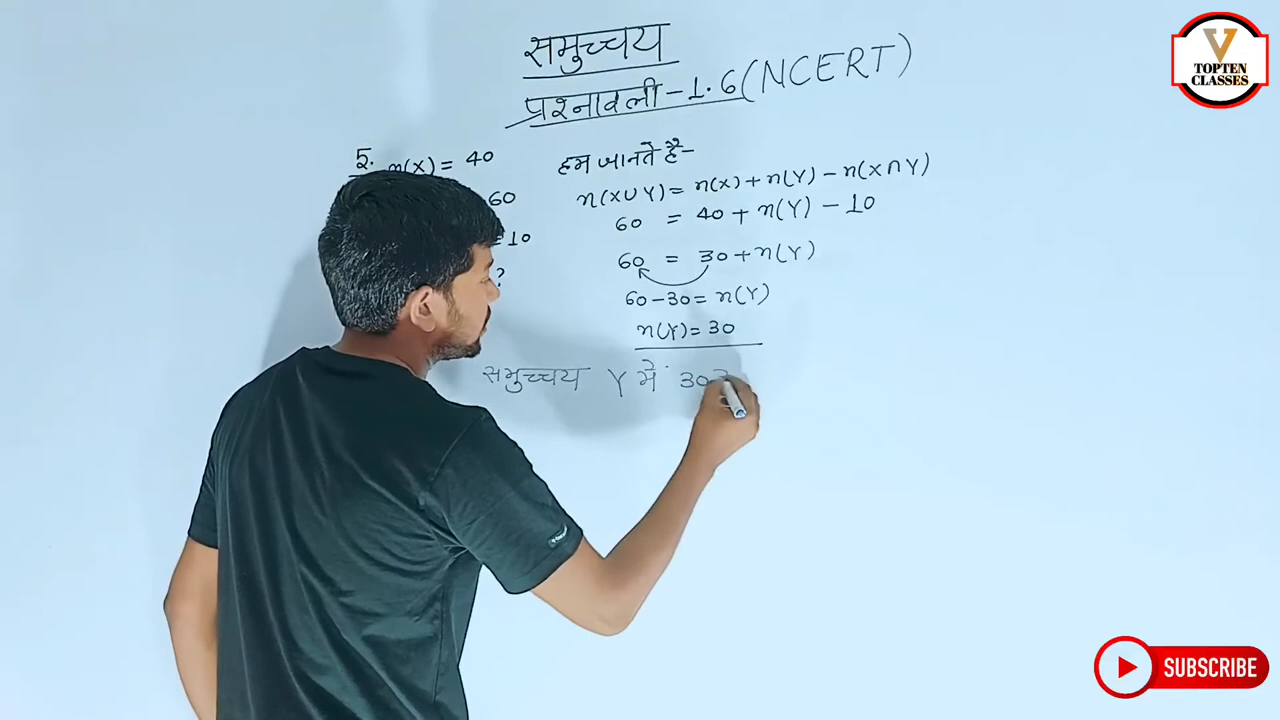 समुच्चय
प्रश्नावली-1.6 (NCERT)
5. n(X) = 40
60
=10
?
हम जानते है-
n(X∪Y) = n(X) + n(Y) - n(X∩Y)
60 = 40 + n(Y) - 10
60 = 30 + n(Y)
60-30 = n(Y)
n(Y) = 30
समुच्चय Y में 30
V
TOPTEN
CLASSES
SUBSCRIBE